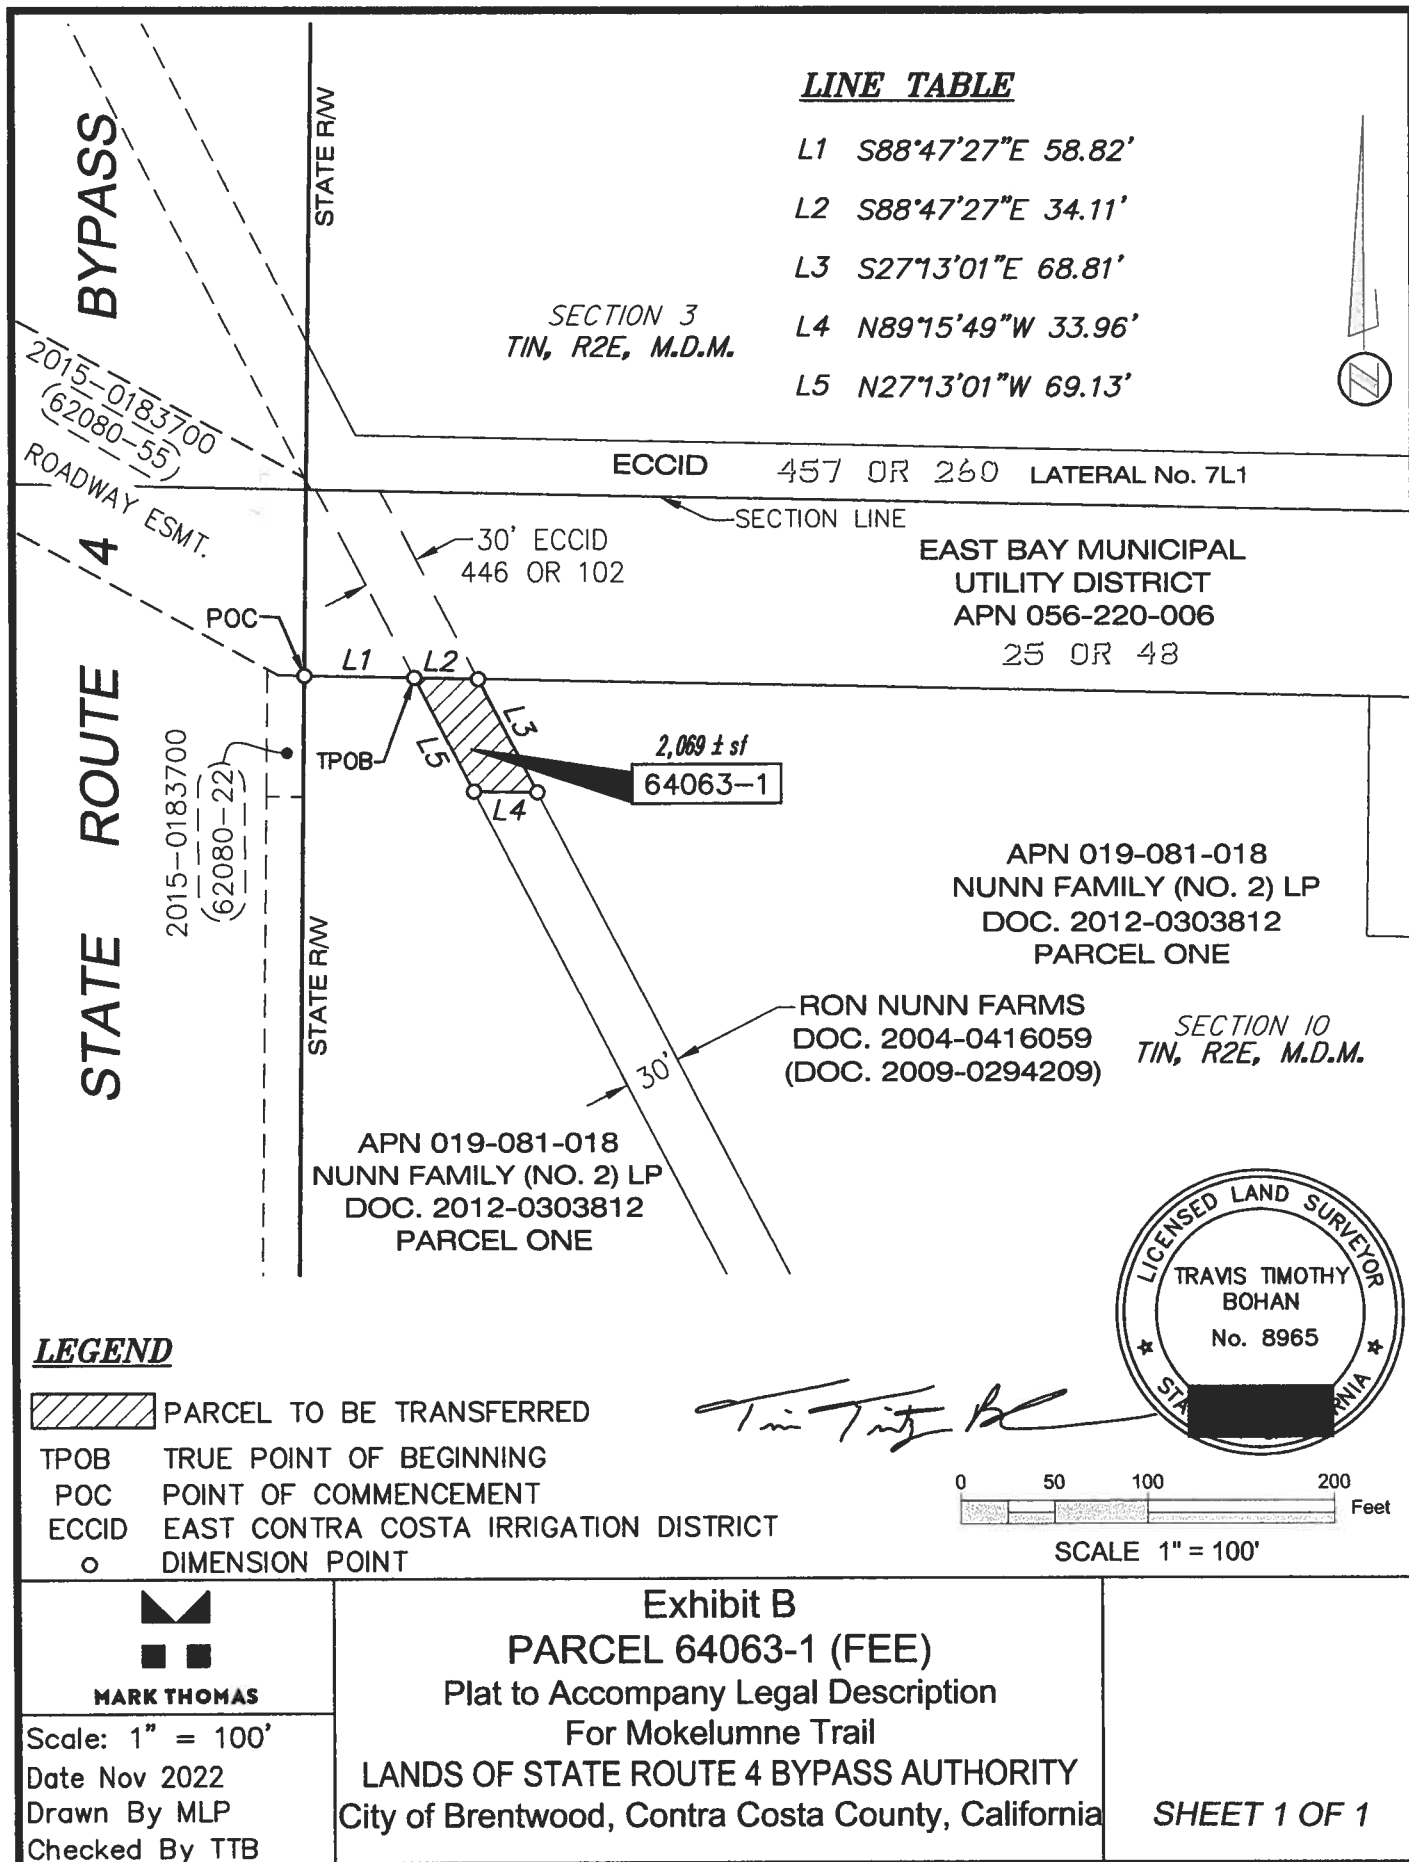 LINE TABLE
L1 S88°47'27"E 58.82'
L2 S88°47'27"E 34.11'
L3 S27°13'01"E 68.81'
L4 N89°15'49"W 33.96'
L5 N27°13'01"W 69.13'
STATE ROUTE 4 BYPASS
STATE R/W
SECTION 3
T1N, R2E, M.D.M.
2015-0183700
(62080-55)
ROADWAY ESMT.
ECCID 457 OR 260 LATERAL No. 7L1
SECTION LINE
30' ECCID
446 OR 102
EAST BAY MUNICIPAL
UTILITY DISTRICT
APN 056-220-006
25 OR 48
POC
L1
L2
TPOB
L3
L5
L4
2,069 ± sf
64063-1
2015-0183700
(62080-22)
STATE R/W
APN 019-081-018
NUNN FAMILY (NO. 2) LP
DOC. 2012-0303812
PARCEL ONE
RON NUNN FARMS
DOC. 2004-0416059
(DOC. 2009-0294209)
SECTION 10
T1N, R2E, M.D.M.
30'
APN 019-081-018
NUNN FAMILY (NO. 2) LP
DOC. 2012-0303812
PARCEL ONE
LICENSED LAND SURVEYOR
TRAVIS TIMOTHY
BOHAN
No. 8965
LEGEND
PARCEL TO BE TRANSFERRED
TPOB TRUE POINT OF BEGINNING
POC POINT OF COMMENCEMENT
ECCID EAST CONTRA COSTA IRRIGATION DISTRICT
DIMENSION POINT
0 50 100 200
Feet
SCALE 1" = 100'
MARK THOMAS
Scale: 1" = 100'
Date Nov 2022
Drawn By MLP
Checked By TTB
Exhibit B
PARCEL 64063-1 (FEE)
Plat to Accompany Legal Description
For Mokelumne Trail
LANDS OF STATE ROUTE 4 BYPASS AUTHORITY
City of Brentwood, Contra Costa County, California
SHEET 1 OF 1